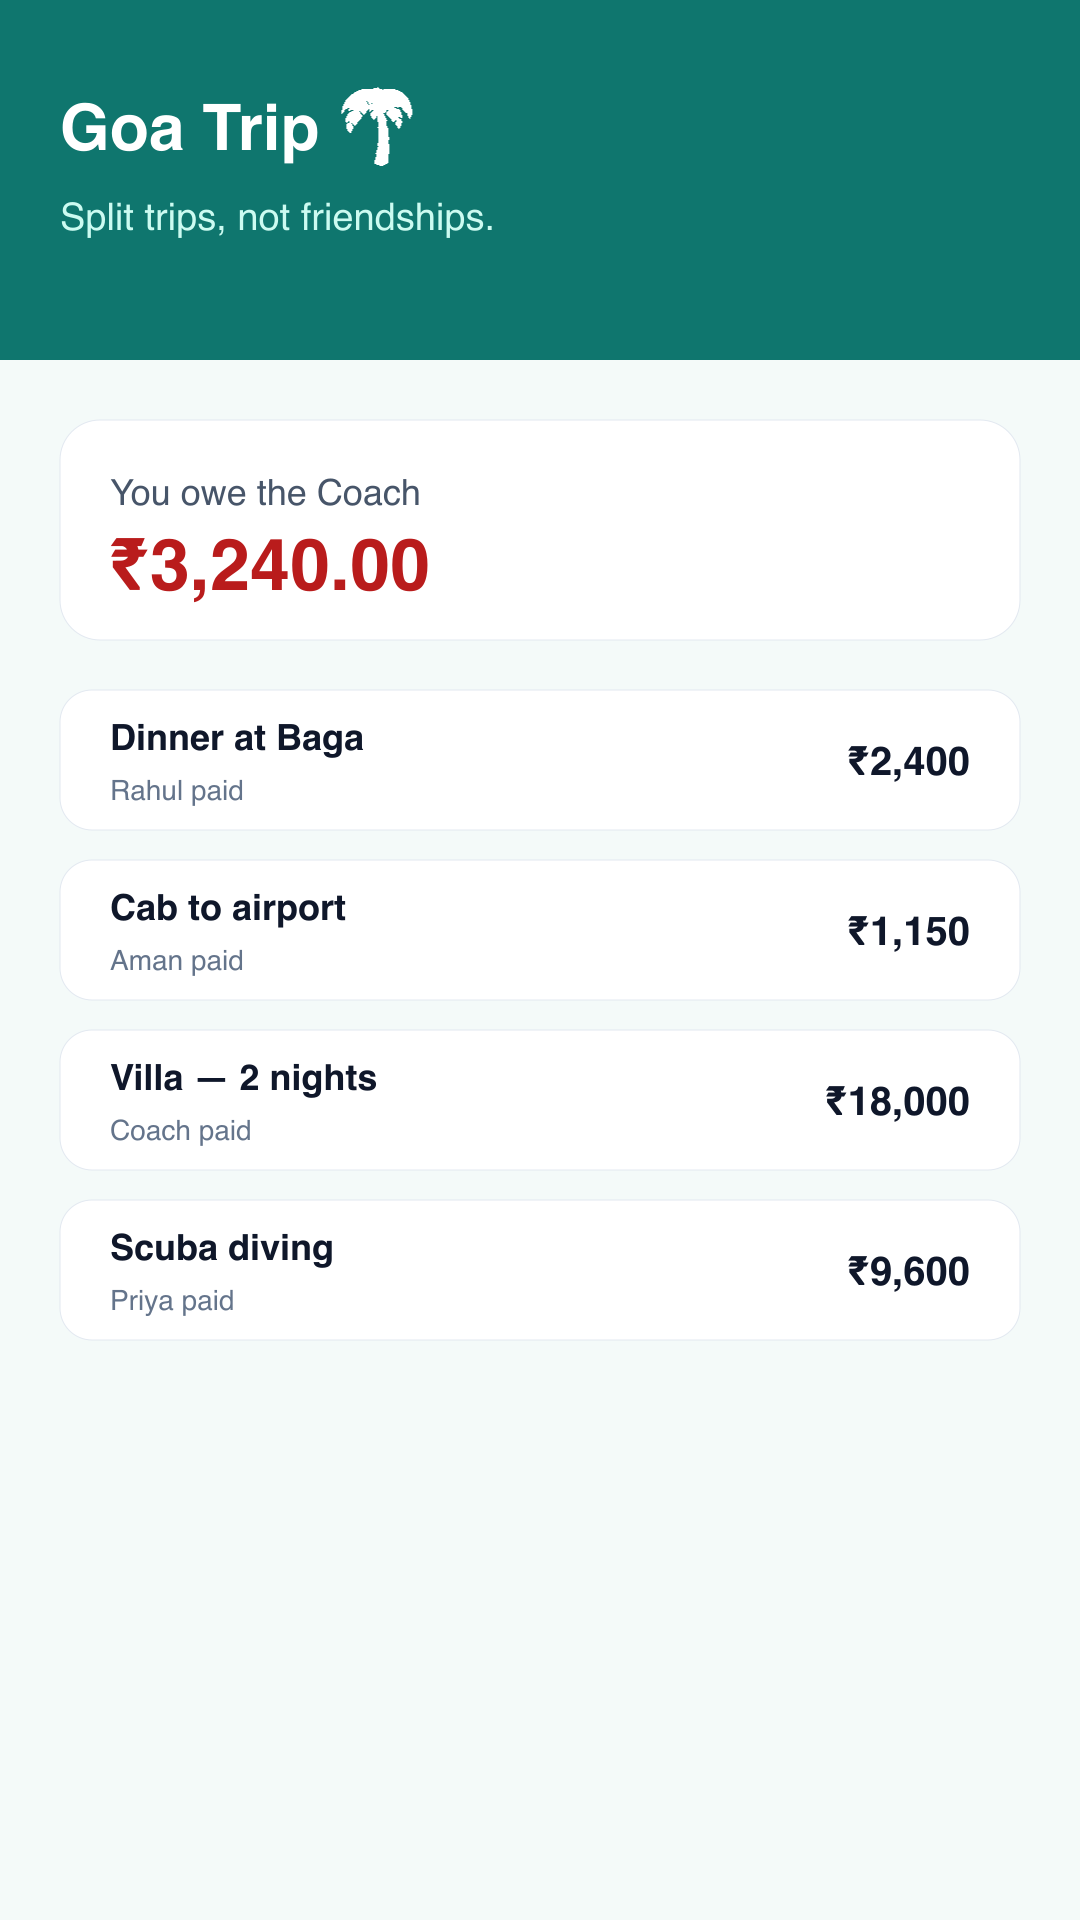 Goa Trip 🌴
Split trips, not friendships.
You owe the Coach
₹3,240.00
Dinner at Baga
Rahul paid
₹2,400
Cab to airport
Aman paid
₹1,150
Villa — 2 nights
Coach paid
₹18,000
Scuba diving
Priya paid
₹9,600